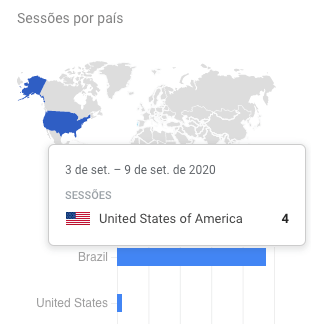 Sessões por país
3 de set. – 9 de set. de 2020
SESSÕES
United States of America 4
Brazil
United States